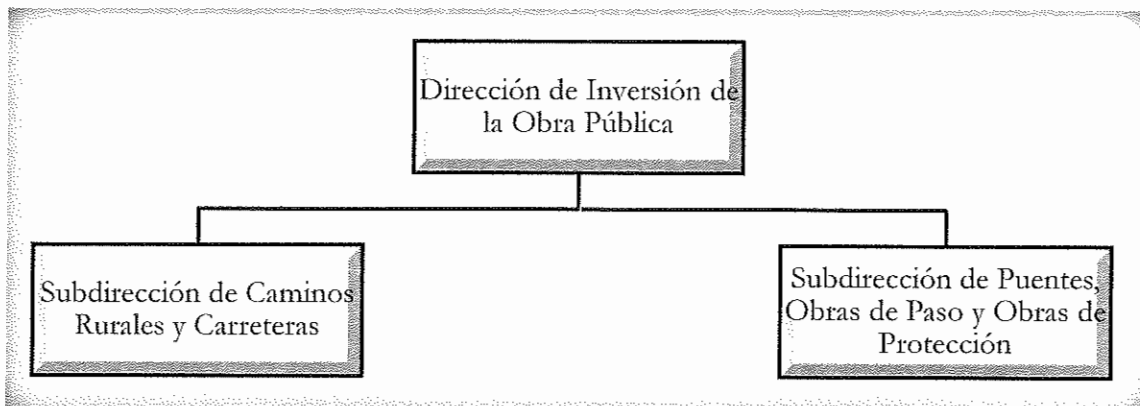 Dirección de Inversión de
la Obra Pública
Subdirección de Caminos
Rurales y Carreteras
Subdirección de Puentes,
Obras de Paso y Obras de
Protección